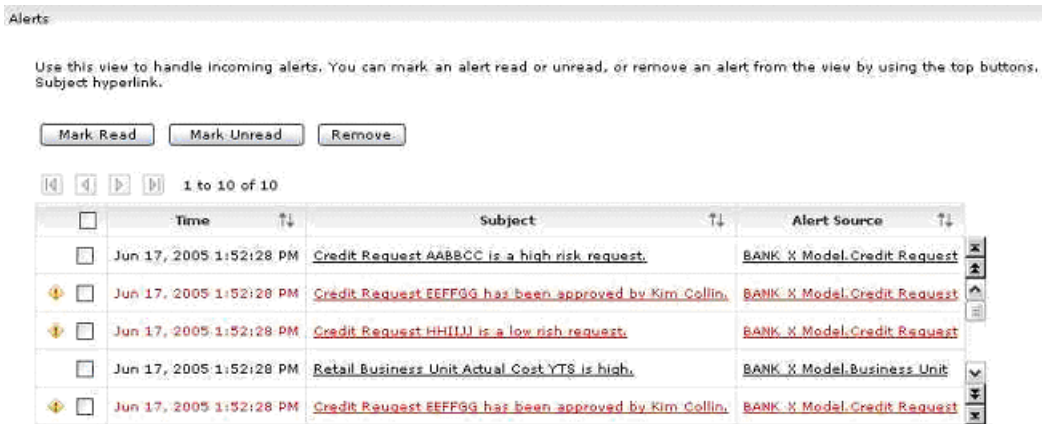 Alerts
Use this view to handle incoming alerts. You can mark an alert read or unread, or remove an alert from the view by using the top buttons.
Subject hyperlink.
Mark Read Mark Unread Remove
1 to 10 of 10
Time Subject Alert Source
Jun 17, 2005 1:52:28 PM Credit Request AABBCC is a high risk request. BANK X Model.Credit Request
Jun 17, 2005 1:52:28 PM Credit Request EEFFGG has been approved by Kim Collin. BANK X Model.Credit Request
Jun 17, 2005 1:52:28 PM Credit Request HHIIJJ is a low rish request. BANK X Model.Credit Request
Jun 17, 2005 1:52:28 PM Retail Business Unit Actual Cost YTS is high. BANK X Model.Business Unit
Jun 17, 2005 1:52:28 PM Credit Reuqest EEFFGG has been approved by Kim Collin. BANK X Model.Credit Request